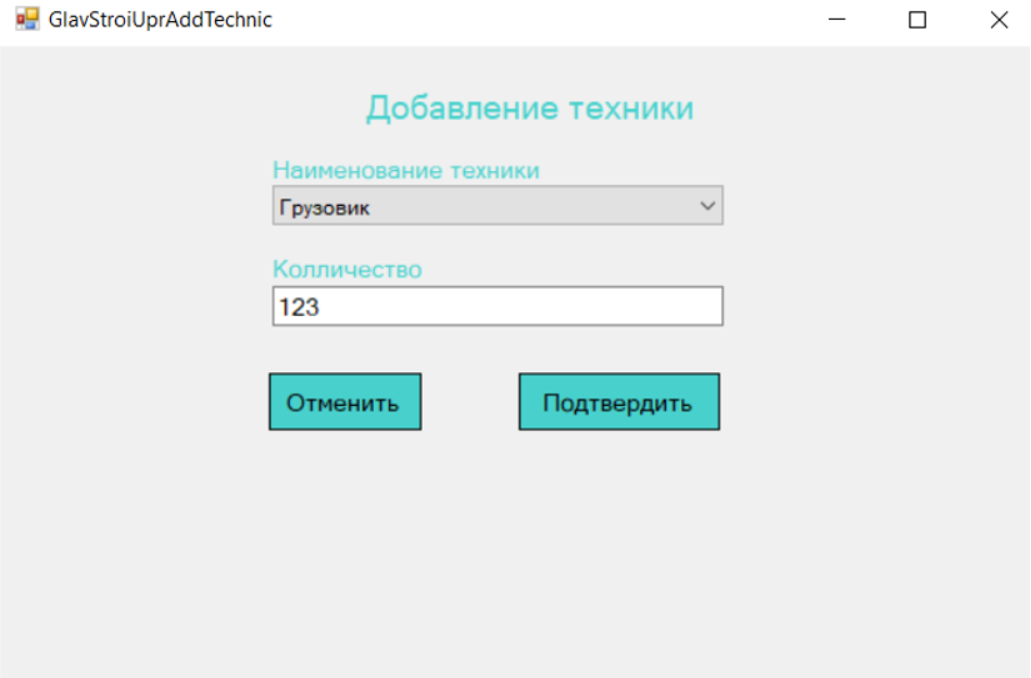 GlavStroiUprAddTechnic
Добавление техники
Наименование техники
Грузовик
Колличество
123
Отменить Подтвердить